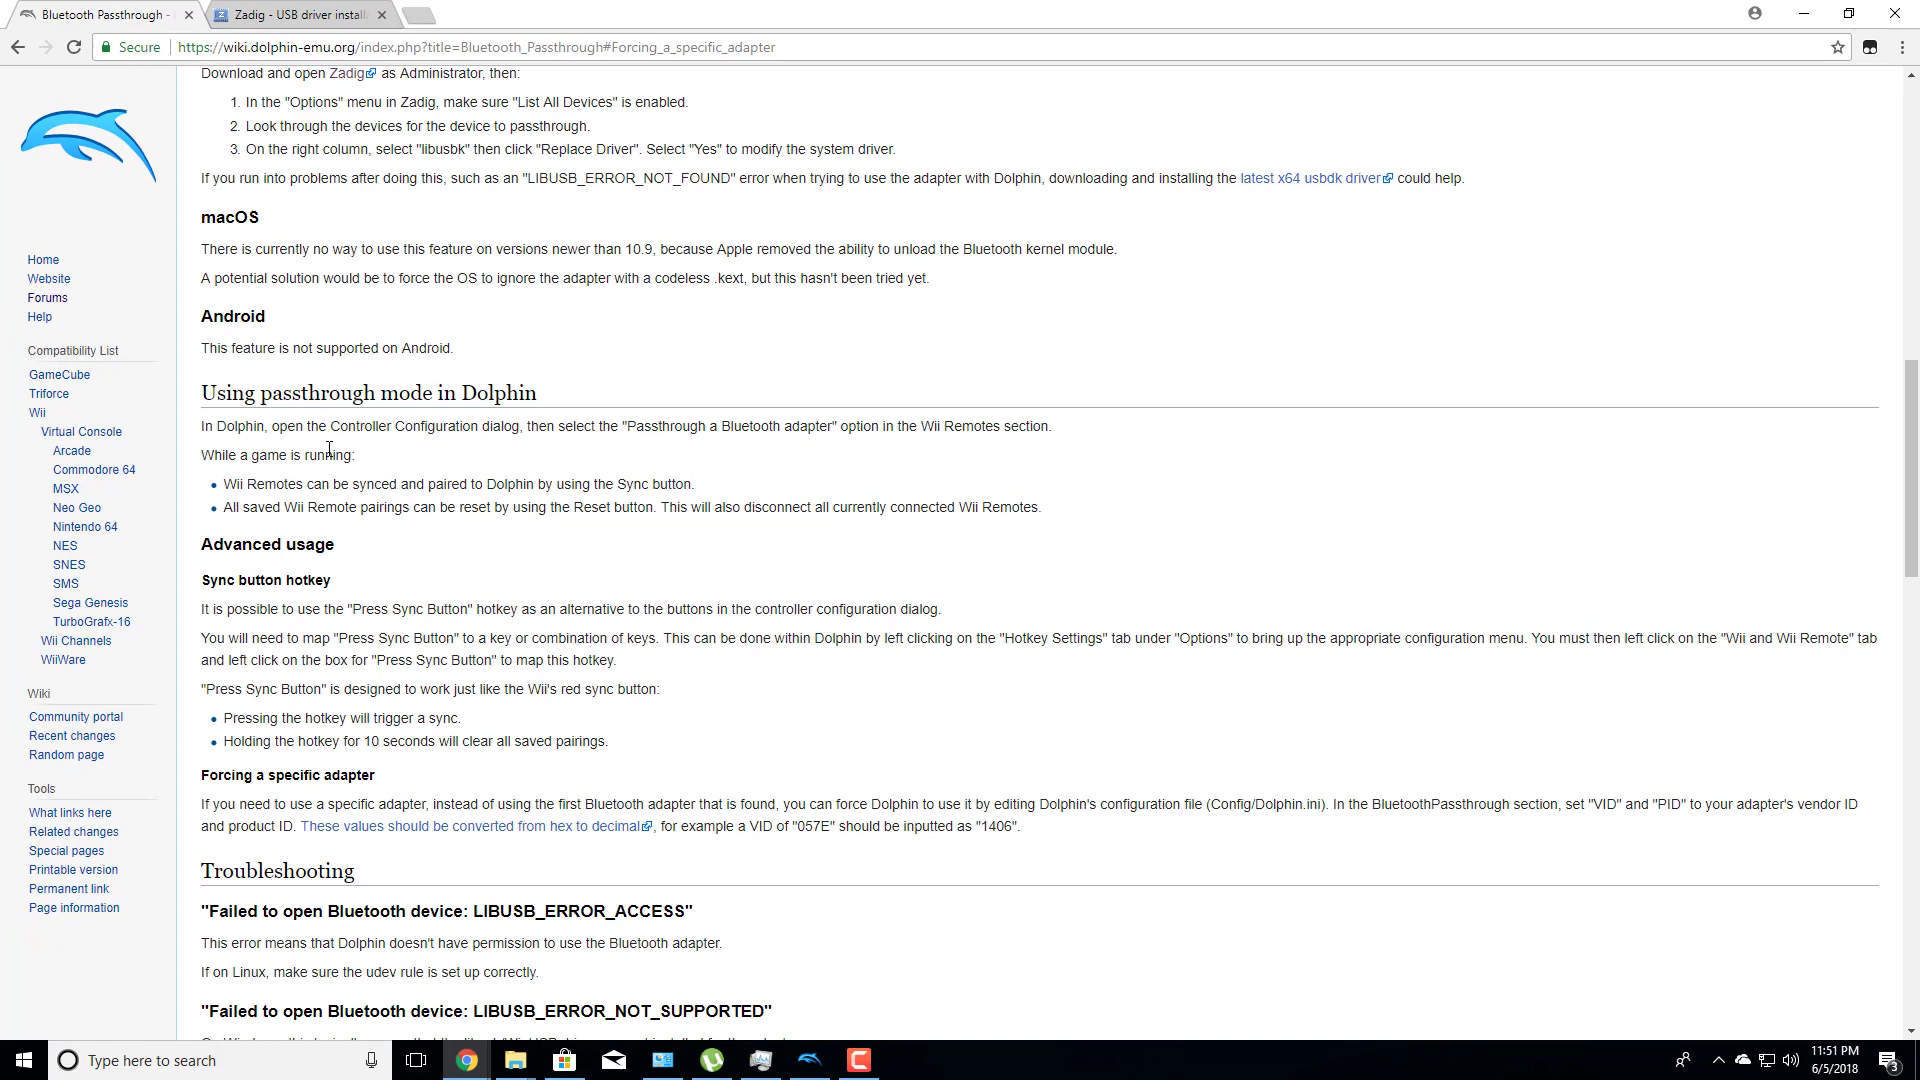 Bluetooth Passthrough -
Zadig - USB driver install
Secure
https://wiki.dolphin-emu.org/index.php?title=Bluetooth_Passthrough#Forcing_a_specific_adapter
Home
Website
Forums
Help
Compatibility List
GameCube
Triforce
Wii
Virtual Console
Arcade
Commodore 64
MSX
Neo Geo
Nintendo 64
NES
SNES
SMS
Sega Genesis
TurboGrafx-16
Wii Channels
WiiWare
Wiki
Community portal
Recent changes
Random page
Tools
What links here
Related changes
Special pages
Printable version
Permanent link
Page information
Download and open Zadig as Administrator, then:
1. In the "Options" menu in Zadig, make sure "List All Devices" is enabled.
2. Look through the devices for the device to passthrough.
3. On the right column, select "libusbk" then click "Replace Driver". Select "Yes" to modify the system driver.
If you run into problems after doing this, such as an "LIBUSB_ERROR_NOT_FOUND" error when trying to use the adapter with Dolphin, downloading and installing the latest x64 usbdk driver could help.
macOS
There is currently no way to use this feature on versions newer than 10.9, because Apple removed the ability to unload the Bluetooth kernel module.
A potential solution would be to force the OS to ignore the adapter with a codeless .kext, but this hasn't been tried yet.
Android
This feature is not supported on Android.
Using passthrough mode in Dolphin
In Dolphin, open the Controller Configuration dialog, then select the "Passthrough a Bluetooth adapter" option in the Wii Remotes section.
While a game is running:
• Wii Remotes can be synced and paired to Dolphin by using the Sync button.
• All saved Wii Remote pairings can be reset by using the Reset button. This will also disconnect all currently connected Wii Remotes.
Advanced usage
Sync button hotkey
It is possible to use the "Press Sync Button" hotkey as an alternative to the buttons in the controller configuration dialog.
You will need to map "Press Sync Button" to a key or combination of keys. This can be done within Dolphin by left clicking on the "Hotkey Settings" tab under "Options" to bring up the appropriate configuration menu. You must then left click on the "Wii and Wii Remote" tab
and left click on the box for "Press Sync Button" to map this hotkey.
"Press Sync Button" is designed to work just like the Wii's red sync button:
• Pressing the hotkey will trigger a sync.
• Holding the hotkey for 10 seconds will clear all saved pairings.
Forcing a specific adapter
If you need to use a specific adapter, instead of using the first Bluetooth adapter that is found, you can force Dolphin to use it by editing Dolphin's configuration file (Config/Dolphin.ini). In the BluetoothPassthrough section, set "VID" and "PID" to your adapter's vendor ID
and product ID. These values should be converted from hex to decimal, for example a VID of "057E" should be inputted as "1406".
Troubleshooting
"Failed to open Bluetooth device: LIBUSB_ERROR_ACCESS"
This error means that Dolphin doesn't have permission to use the Bluetooth adapter.
If on Linux, make sure the udev rule is set up correctly.
"Failed to open Bluetooth device: LIBUSB_ERROR_NOT_SUPPORTED"
Type here to search
11:51 PM
6/5/2018
3